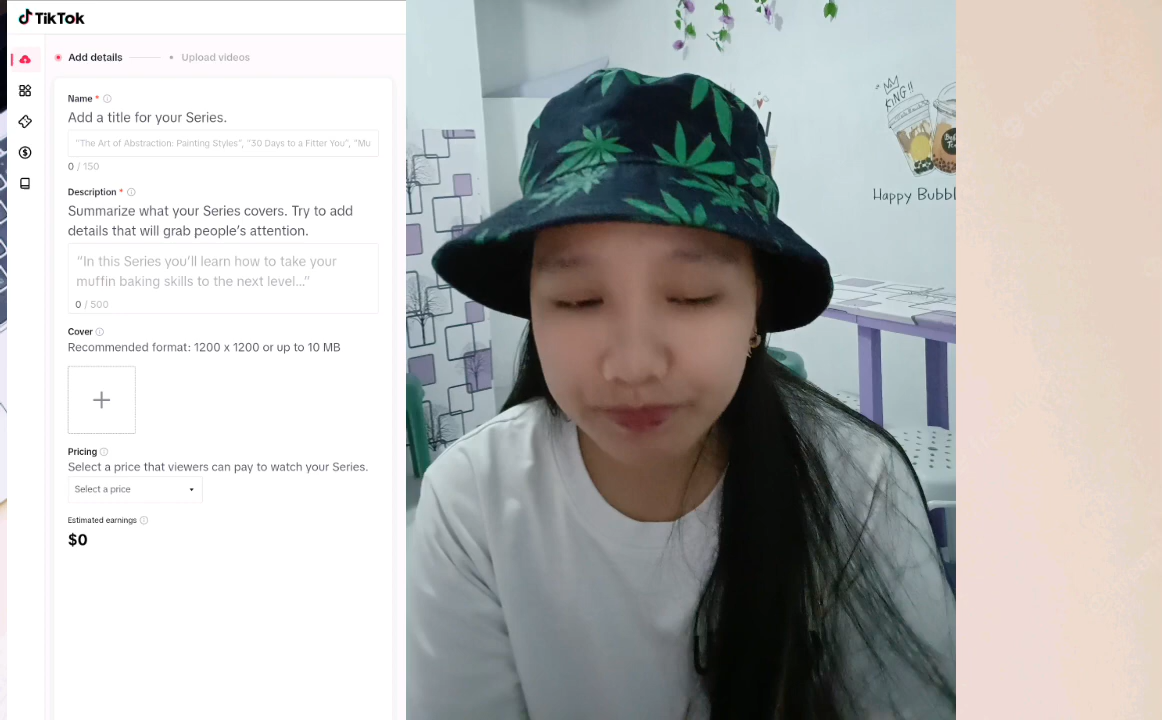 TikTok
Add details
Upload videos
Name *
Add a title for your Series.
"The Art of Abstraction: Painting Styles", "30 Days to a Fitter You", "Mu
0 / 150
Description *
Summarize what your Series covers. Try to add
details that will grab people's attention.
"In this Series you'll learn how to take your
muffin baking skills to the next level..."
0 / 500
Cover
Recommended format: 1200 x 1200 or up to 10 MB
Pricing
Select a price that viewers can pay to watch your Series.
Select a price
Estimated earnings
$0
KING!!
Happy Bubbl